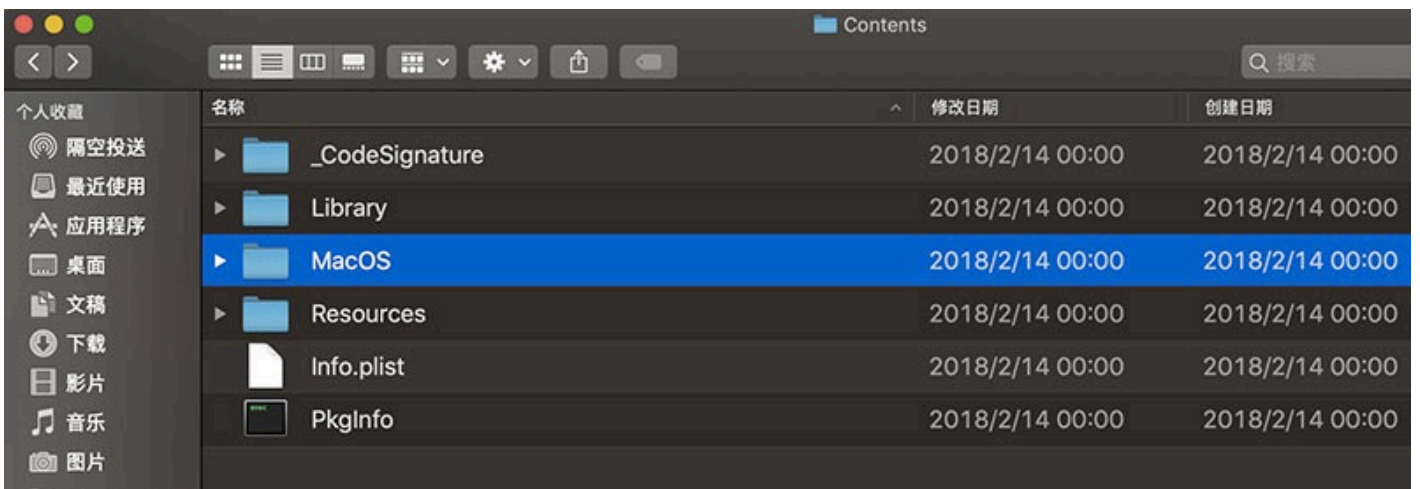 Contents
搜索
个人收藏
隔空投送
最近使用
应用程序
桌面
文稿
下载
影片
音乐
图片
名称 修改日期 创建日期
_CodeSignature 2018/2/14 00:00 2018/2/14 00:00
Library 2018/2/14 00:00 2018/2/14 00:00
MacOS 2018/2/14 00:00 2018/2/14 00:00
Resources 2018/2/14 00:00 2018/2/14 00:00
Info.plist 2018/2/14 00:00 2018/2/14 00:00
PkgInfo 2018/2/14 00:00 2018/2/14 00:00